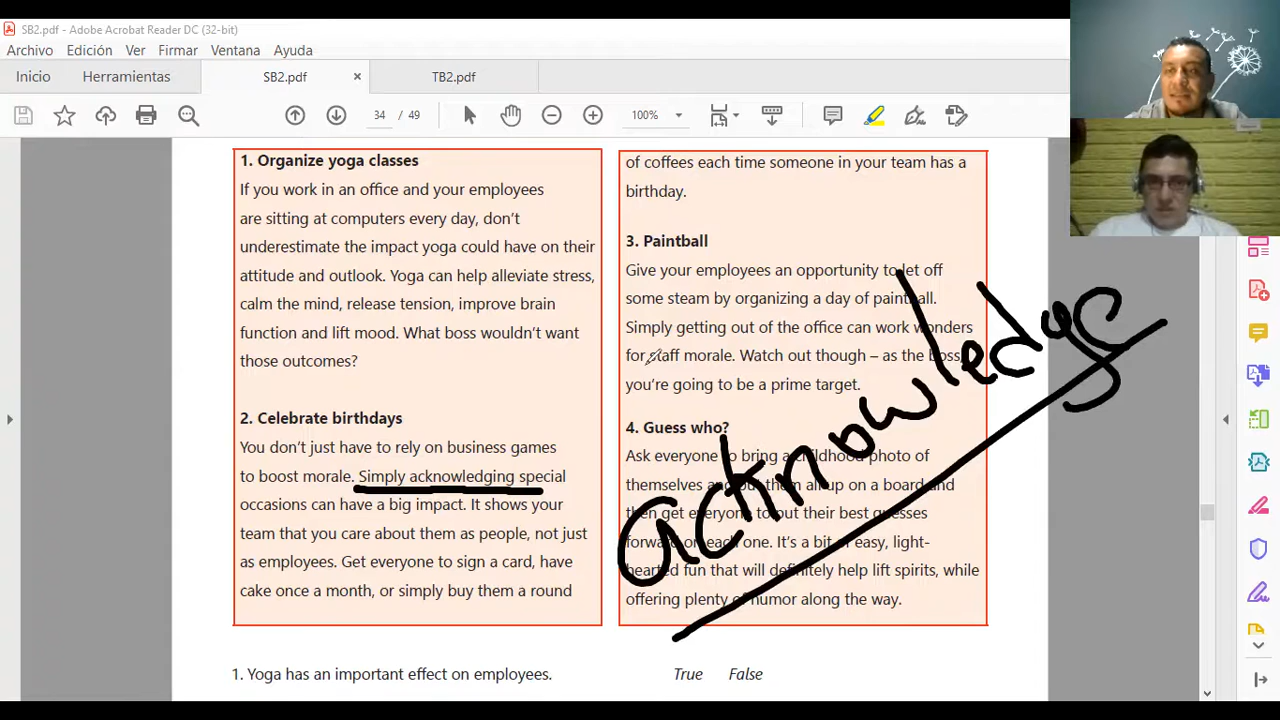 SB2.pdf - Adobe Acrobat Reader DC (32-bit)
Archivo Edición Ver Firmar Ventana Ayuda
Inicio Herramientas SB2.pdf × TB2.pdf
34 / 49 100%
1. Organize yoga classes
If you work in an office and your employees
are sitting at computers every day, don't
underestimate the impact yoga could have on their
attitude and outlook. Yoga can help alleviate stress,
calm the mind, release tension, improve brain
function and lift mood. What boss wouldn't want
those outcomes?
2. Celebrate birthdays
You don't just have to rely on business games
to boost morale. Simply acknowledging special
occasions can have a big impact. It shows your
team that you care about them as people, not just
as employees. Get everyone to sign a card, have
cake once a month, or simply buy them a round
of coffees each time someone in your team has a
birthday.
3. Paintball
Give your employees an opportunity to let off
some steam by organizing a day of paintball.
Simply getting out of the office can work wonders
for staff morale. Watch out though – as the boss,
you're going to be a prime target.
4. Guess who?
Ask everyone to bring a childhood photo of
themselves and put them all up on a board and
then get everyone to put their best guesses
forward on each one. It's a bit of easy, light-
hearted fun that will definitely help lift spirits, while
offering plenty of humor along the way.
acknowledge
1. Yoga has an important effect on employees. True False